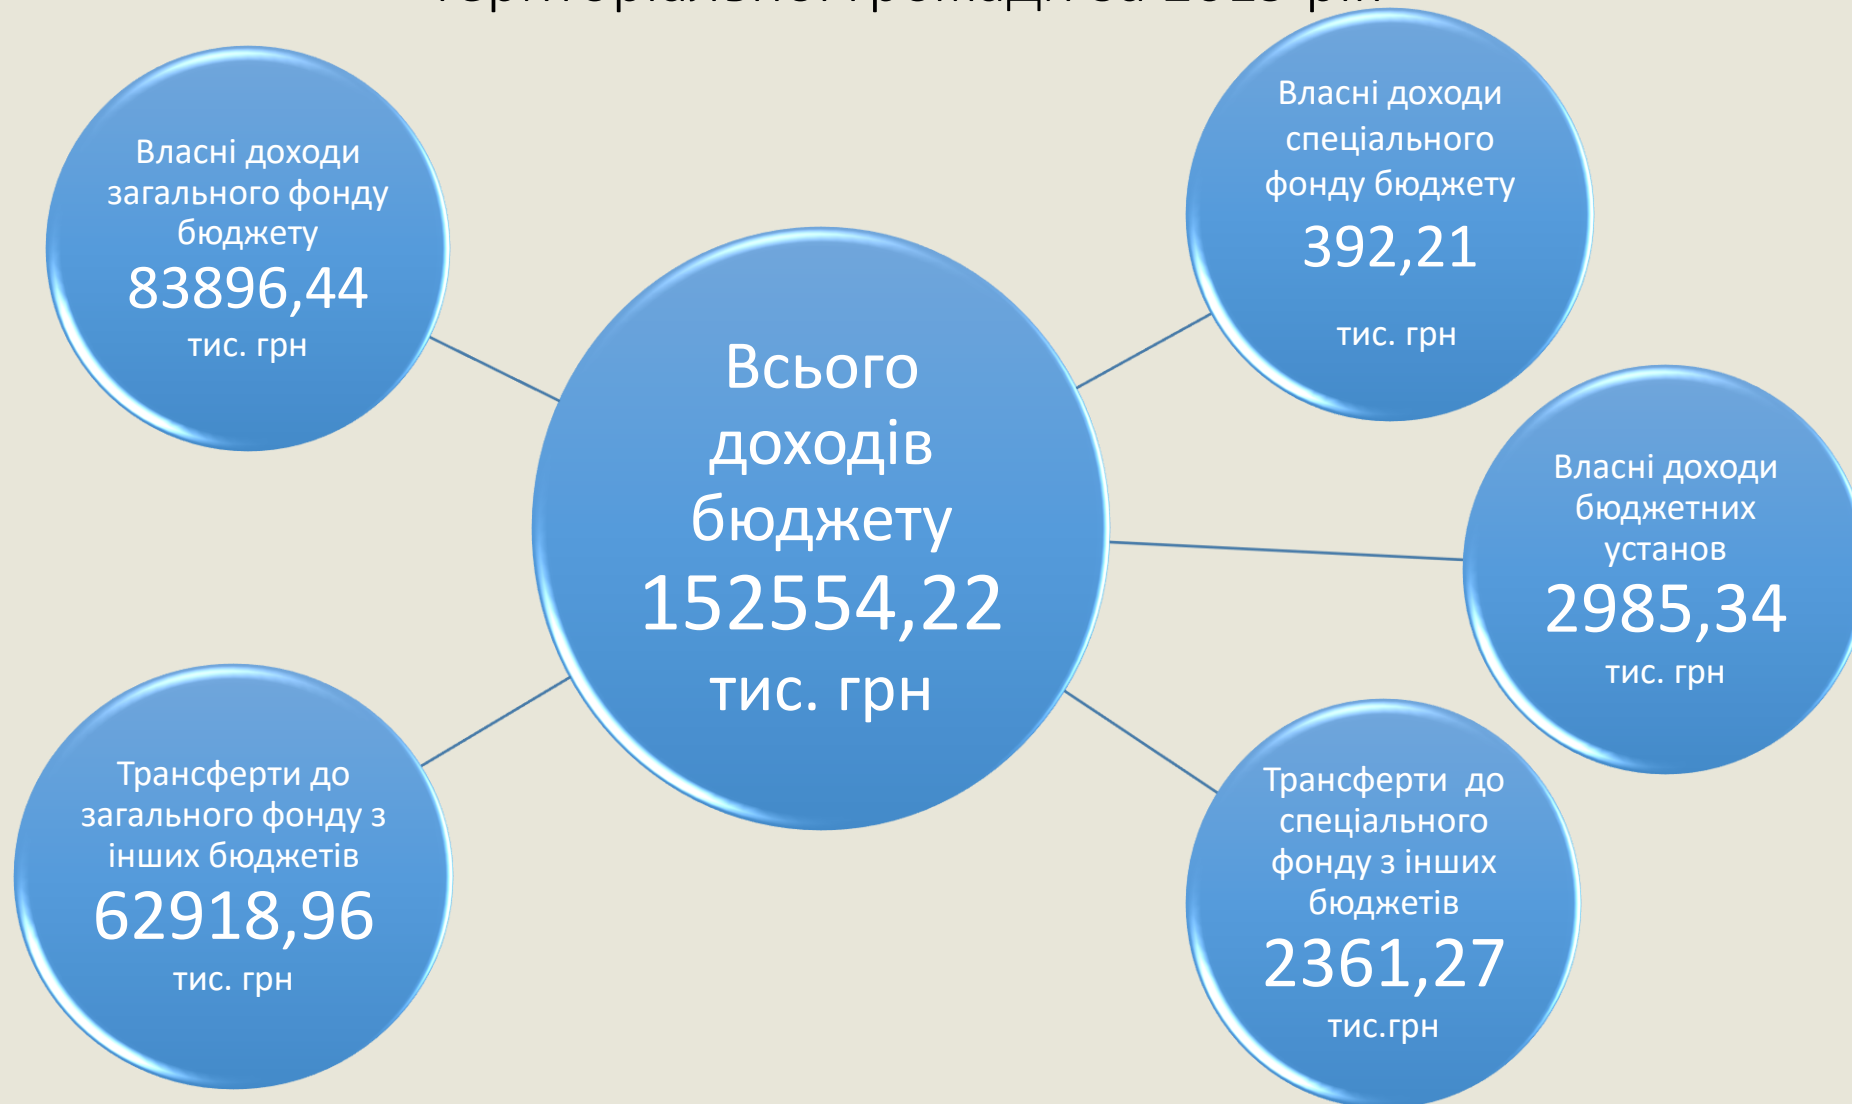 Власні доходи
загального фонду
бюджету
83896,44
тис. грн
Власні доходи
спеціального
фонду бюджету
392,21
тис. грн
Всього
доходів
бюджету
152554,22
тис. грн
Власні доходи
бюджетних
установ
2985,34
тис. грн
Трансферти до
загального фонду з
інших бюджетів
62918,96
тис. грн
Трансферти до
спеціального
фонду з інших
бюджетів
2361,27
тис.грн